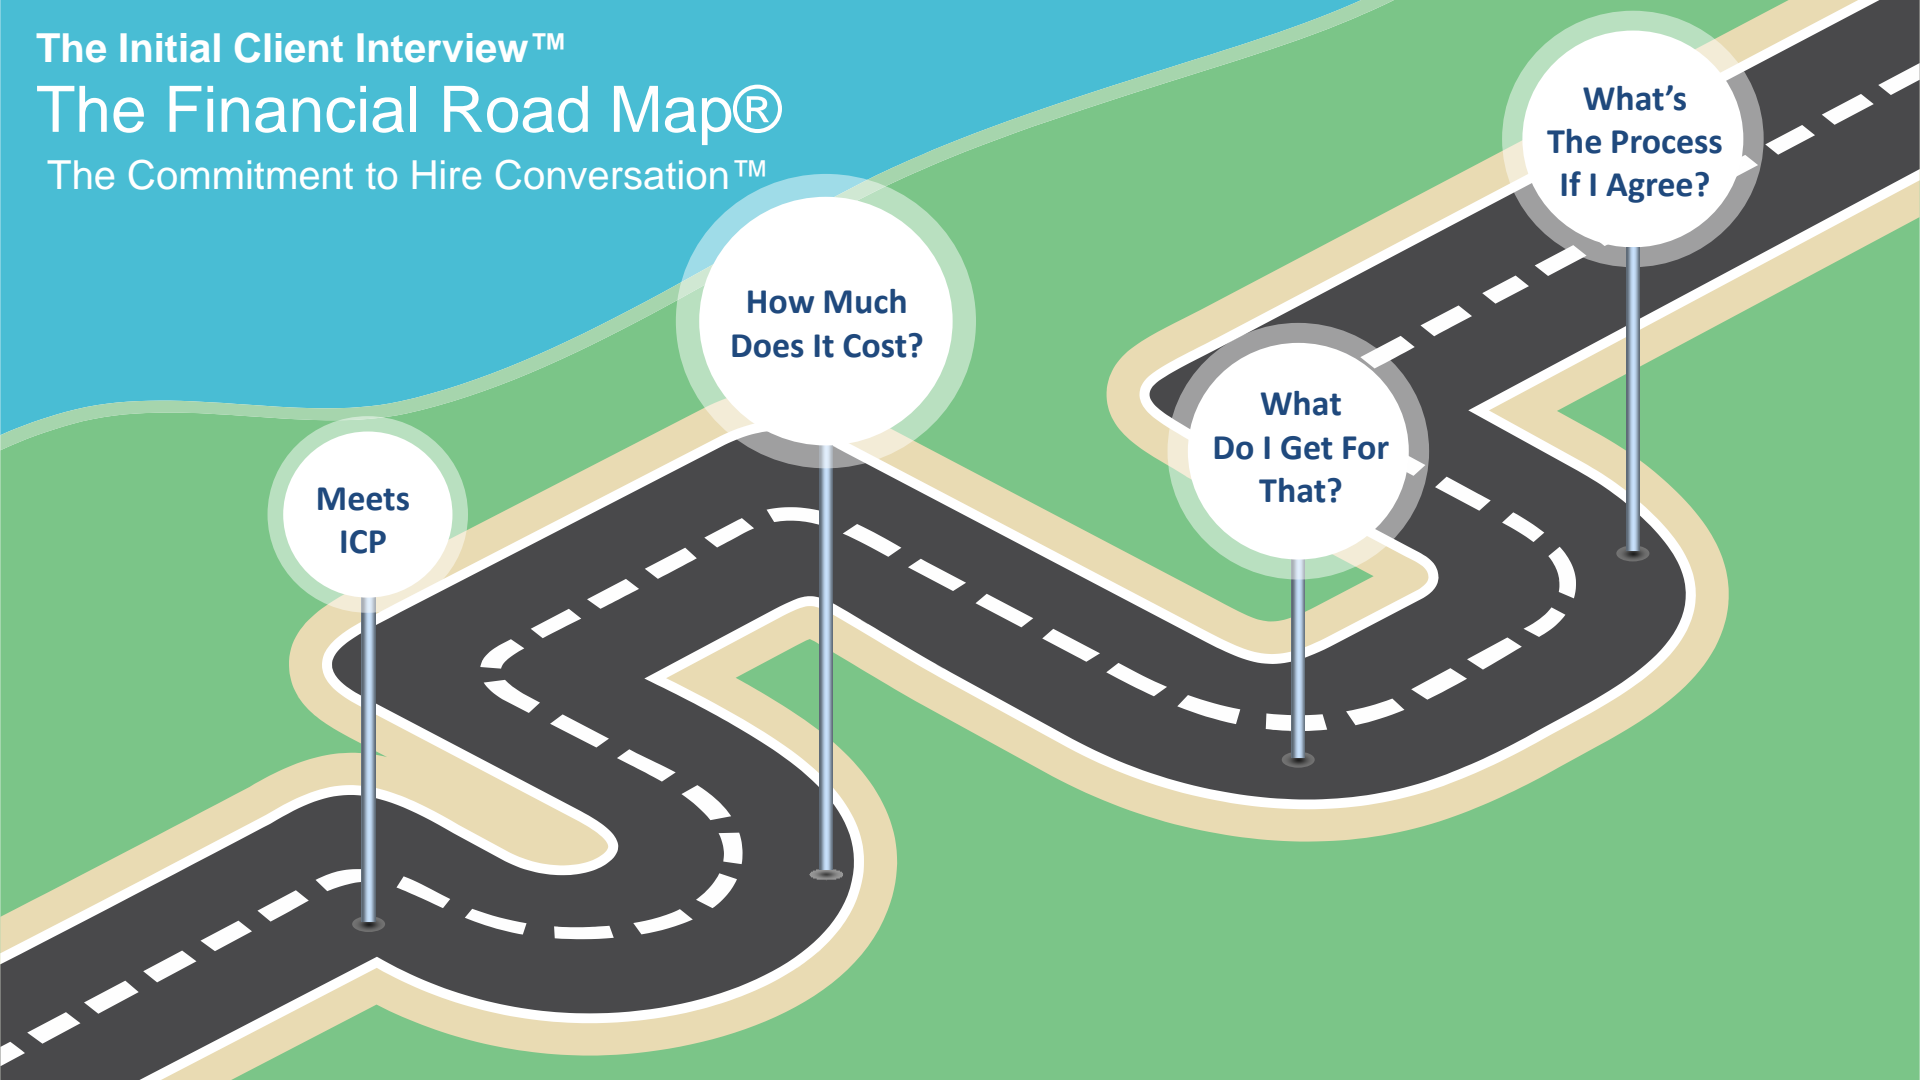 The Initial Client Interview™
The Financial Road Map®
The Commitment to Hire Conversation™
Meets
ICP
How Much
Does It Cost?
What
Do I Get For
That?
What’s
The Process
If I Agree?